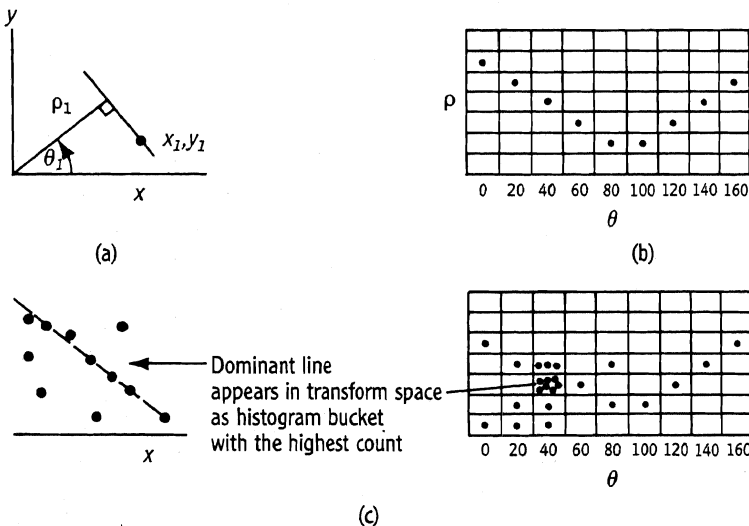 y
ρ1
x1,y1
θ1
x
(a)
ρ
0 20 40 60 80 100 120 140 160
θ
(b)
Dominant line
appears in transform space
as histogram bucket
with the highest count
x
0 20 40 60 80 100 120 140 160
θ
(c)